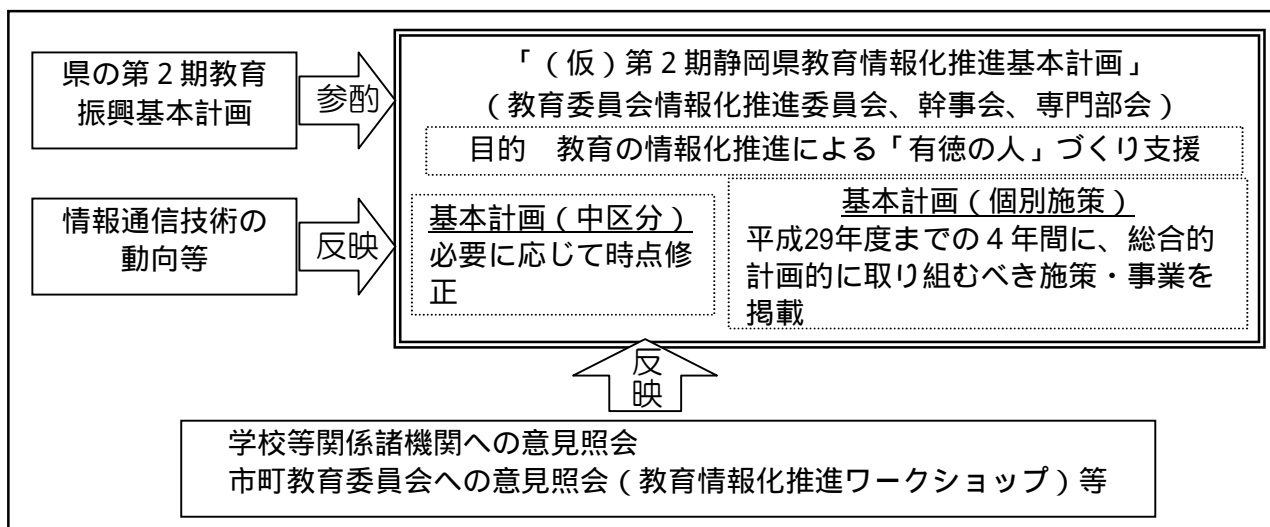 県の第２期教育
振興基本計画
参酌
「（仮）第２期静岡県教育情報化推進基本計画」
（教育委員会情報化推進委員会、幹事会、専門部会）
目的　教育の情報化推進による「有徳の人」づくり支援
情報通信技術の
動向等
反映
基本計画（中区分）
必要に応じて時点修
正
基本計画（個別施策）
平成29年度までの４年間に、総合的
計画的に取り組むべき施策・事業を
掲載
反
映
学校等関係諸機関への意見照会
市町教育委員会への意見照会（教育情報化推進ワークショップ）等